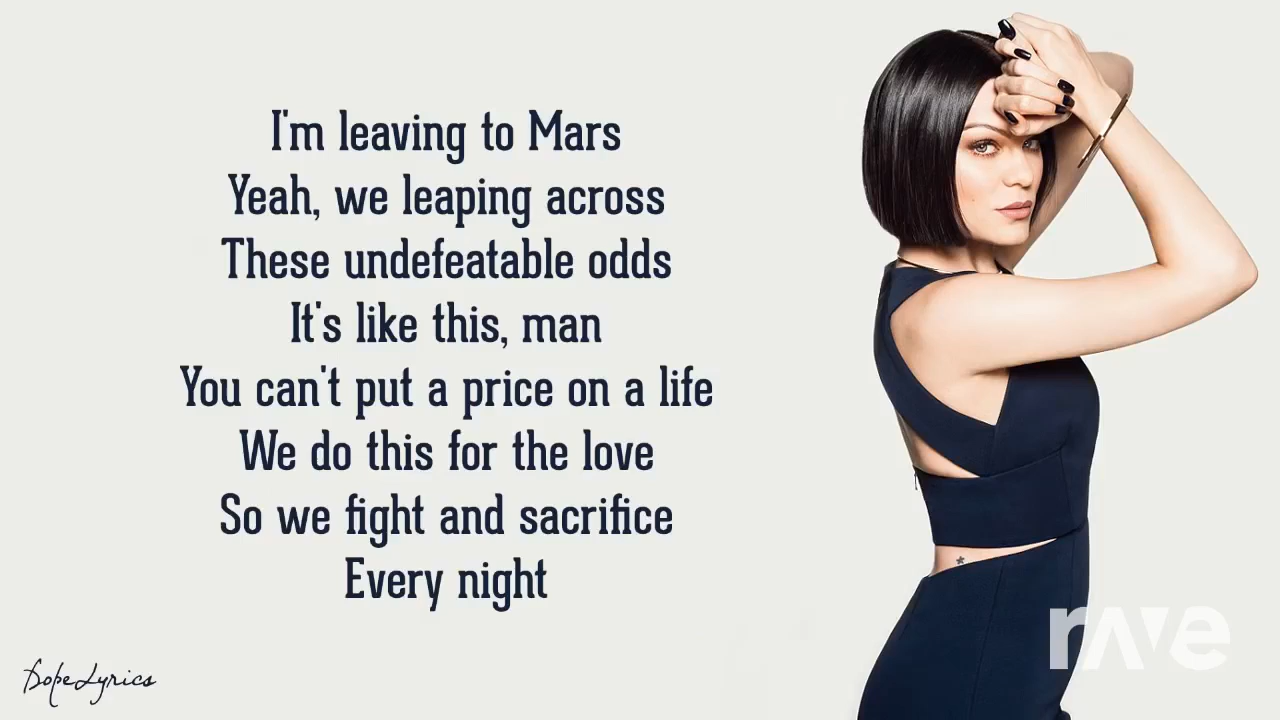 I'm leaving to Mars
Yeah, we leaping across
These undefeatable odds
It's like this, man
You can't put a price on a life
We do this for the love
So we fight and sacrifice
Every night
DopeLyrics
rave